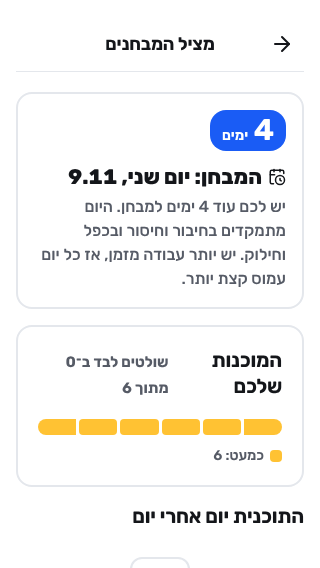 מציל המבחנים
4 ימים
המבחן: יום שני, 9.11
יש לכם עוד 4 ימים למבחן. היום
מתמקדים בחיבור וחיסור ובכפל
וחילוק. יש יותר עבודה מזמן, אז כל יום
עמוס קצת יותר.
המוכנות
שלכם
שולטים לבד ב־0
מתוך 6
כמעט: 6
התוכנית יום אחרי יום